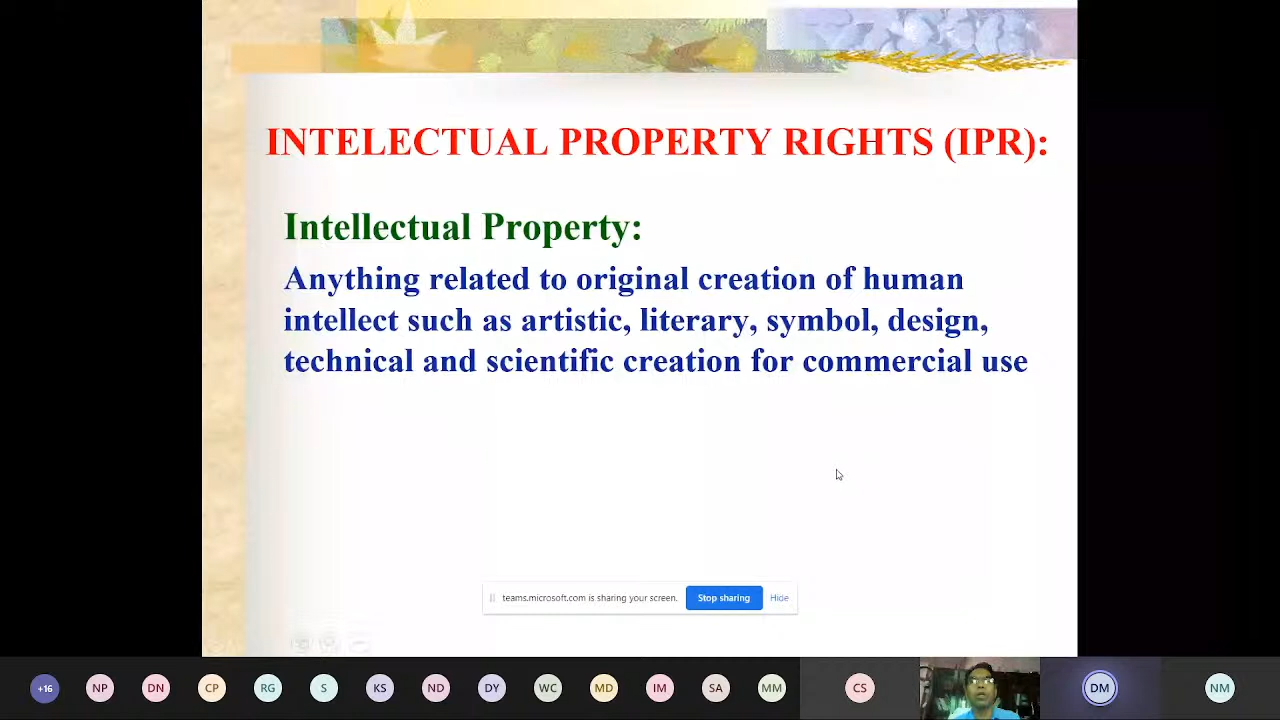 INTELECTUAL PROPERTY RIGHTS (IPR):
Intellectual Property:
Anything related to original creation of human
intellect such as artistic, literary, symbol, design,
technical and scientific creation for commercial use
teams.microsoft.com is sharing your screen. Stop sharing Hide
+16 NP DN CP RG S KS ND DY WC MD IM SA MM CS DM NM